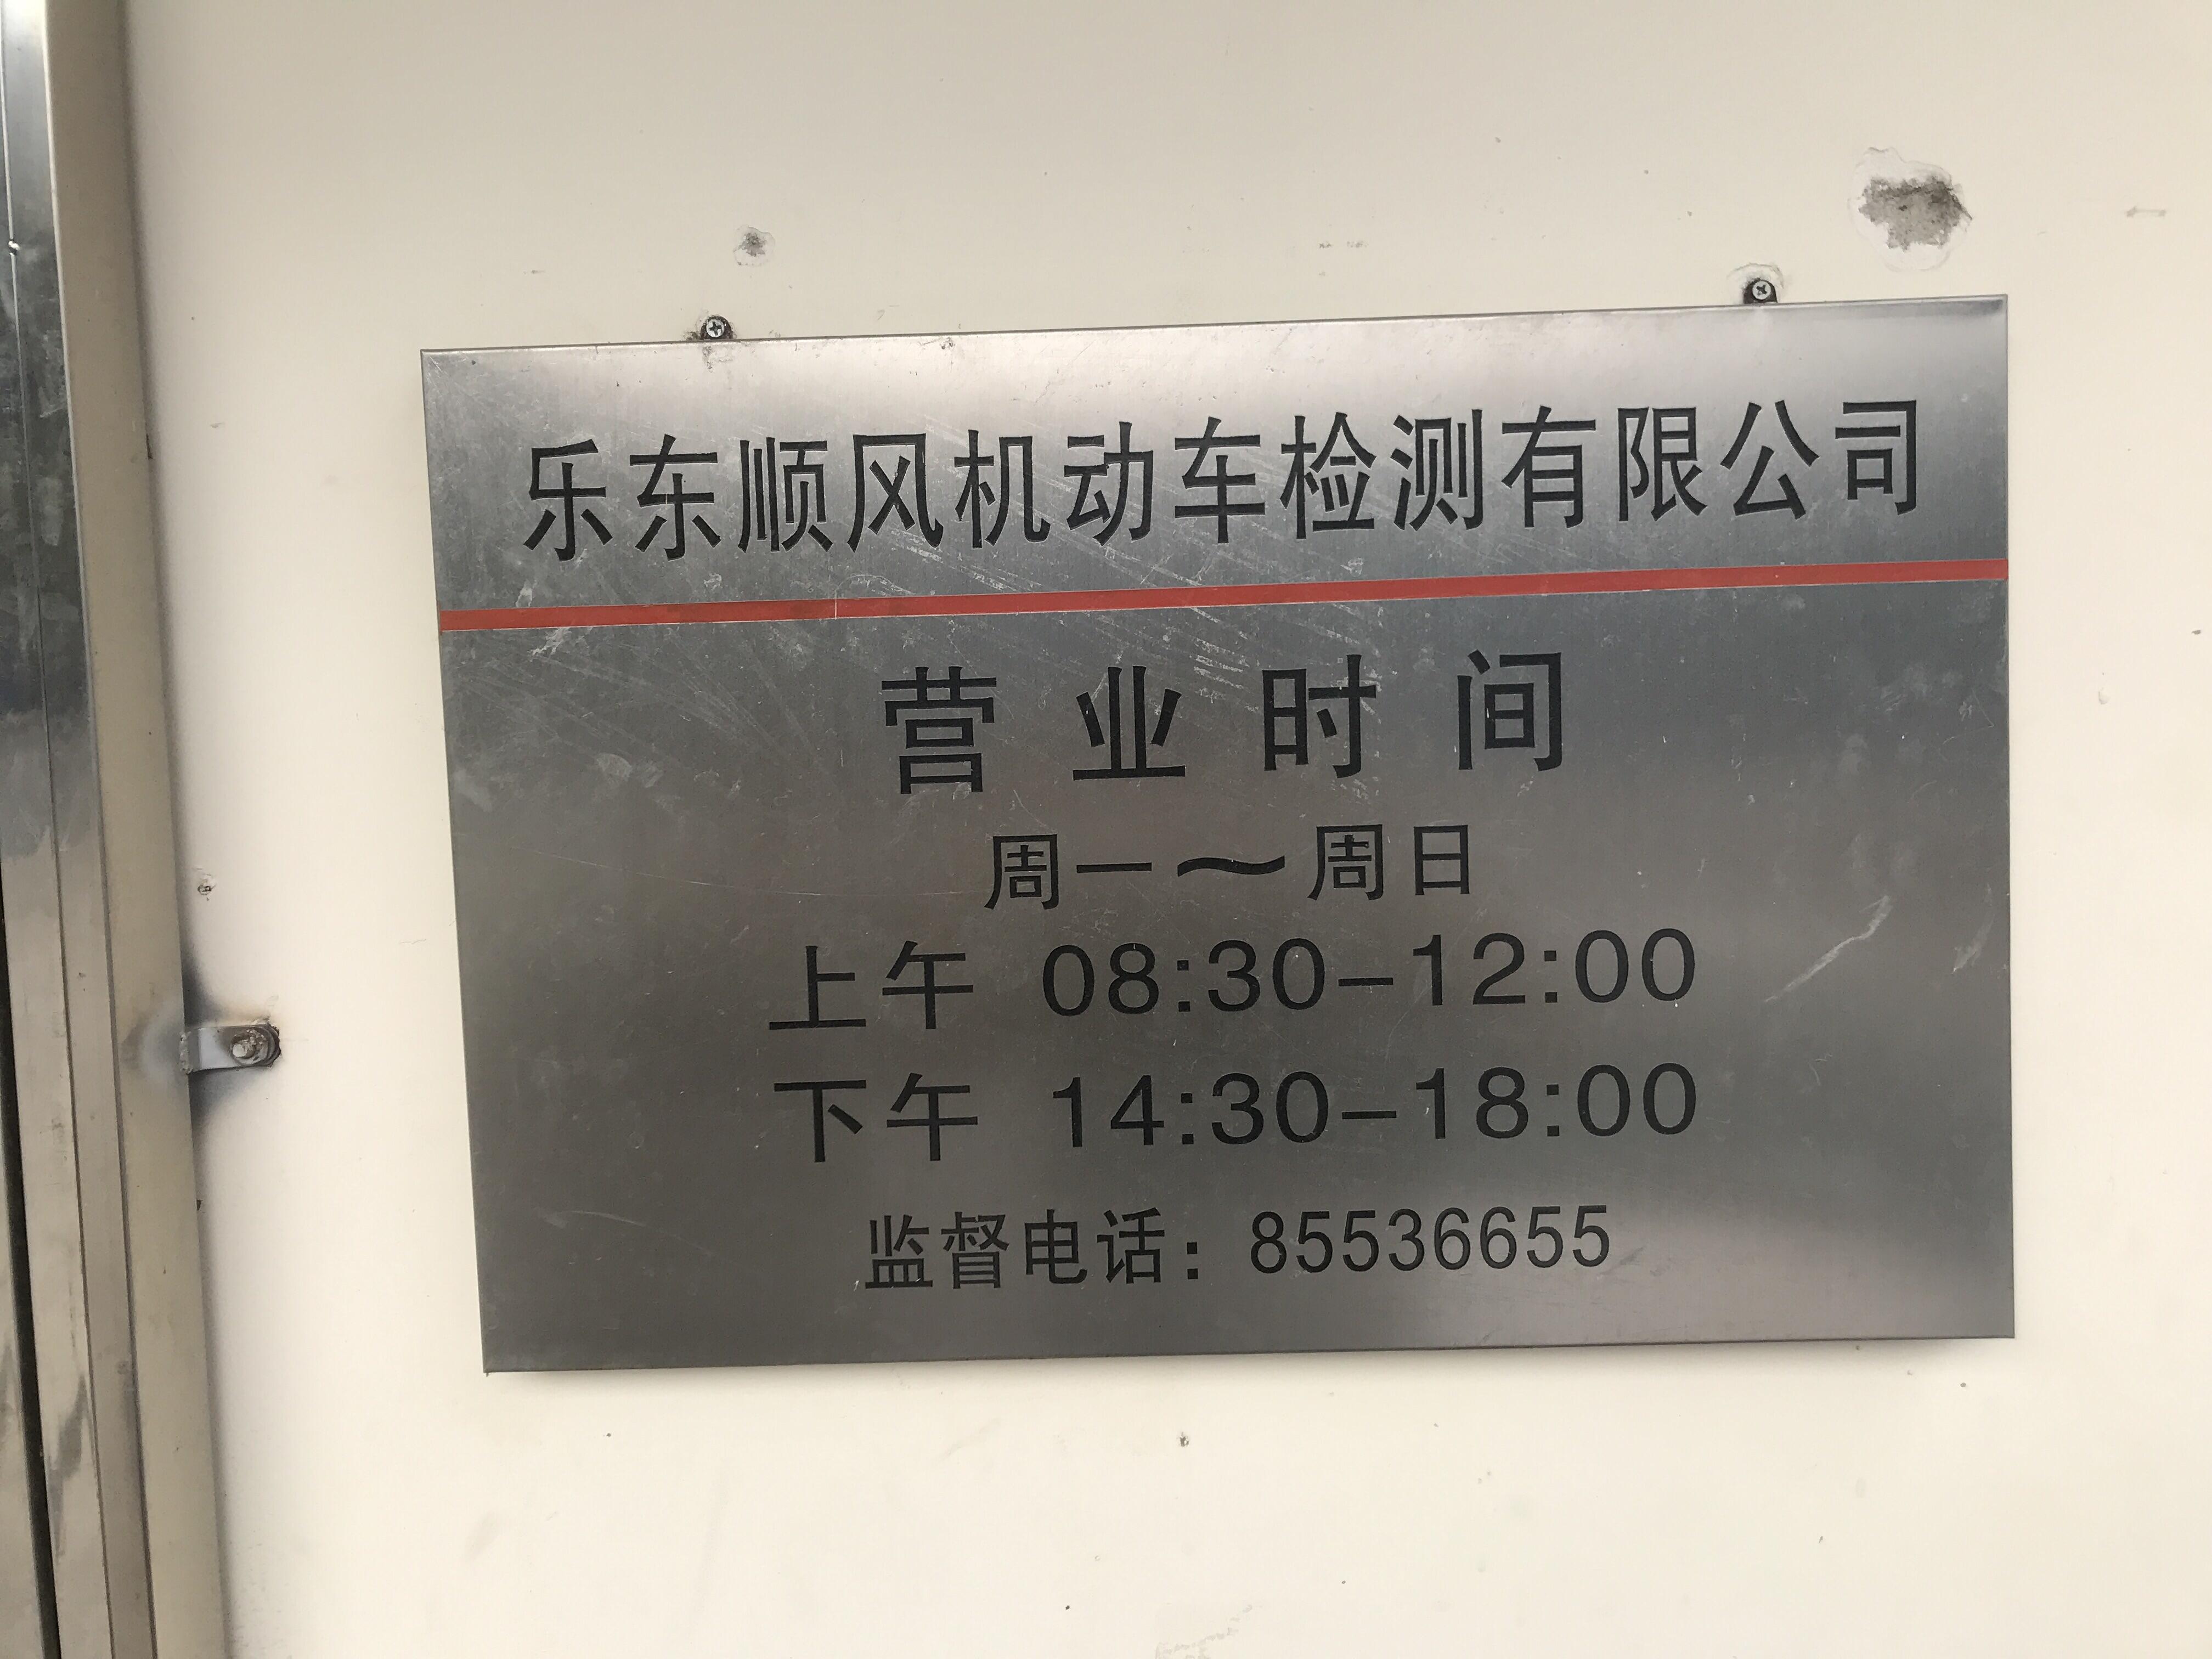 乐东顺风机动车检测有限公司
营业时间
周一～周日
上午 08:30-12:00
下午 14:30-18:00
监督电话：85536655